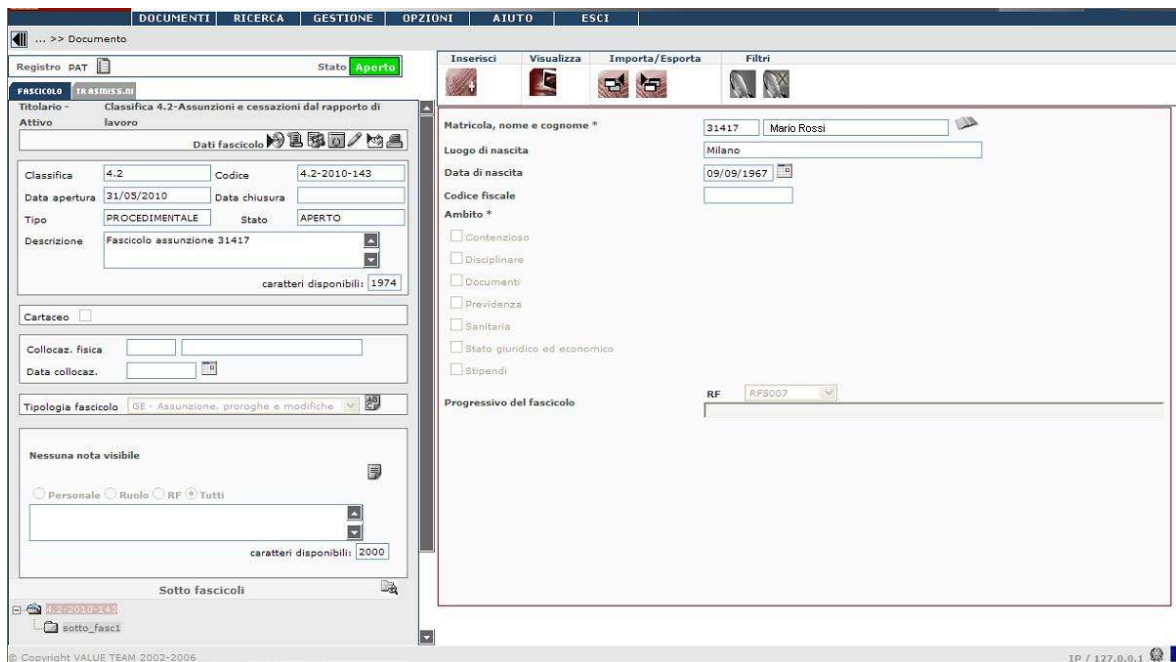 DOCUMENTI RICERCA GESTIONE OPZIONI AIUTO ESCI
... >> Documento
Registro PAT Stato Aperto
FASCICOLO TRASMISS.NI
Titolario - Attivo Classifica 4.2-Assunzioni e cessazioni dal rapporto di lavoro
Dati fascicolo
Classifica 4.2 Codice 4.2-2010-143
Data apertura 31/05/2010 Data chiusura
Tipo PROCEDIMENTALE Stato APERTO
Descrizione Fascicolo assunzione 31417
caratteri disponibili: 1974
Cartaceo
Collocaz. fisica
Data collocaz.
Tipologia fascicolo GE - Assunzione, proroghe e modifiche
Nessuna nota visibile
Personale Ruolo RF Tutti
caratteri disponibili: 2000
Sotto fascicoli
4.2-2010-143
sotto_fasc1
Inserisci Visualizza Importa/Esporta Filtri
Matricola, nome e cognome * 31417 Mario Rossi
Luogo di nascita Milano
Data di nascita 09/09/1967
Codice fiscale
Ambito *
Contenzioso
Disciplinare
Documenti
Previdenza
Sanitaria
Stato giuridico ed economico
Stipendi
Progressivo del fascicolo RF RFS007
© Copyright VALUE TEAM 2002-2006 IP / 127.0.0.1